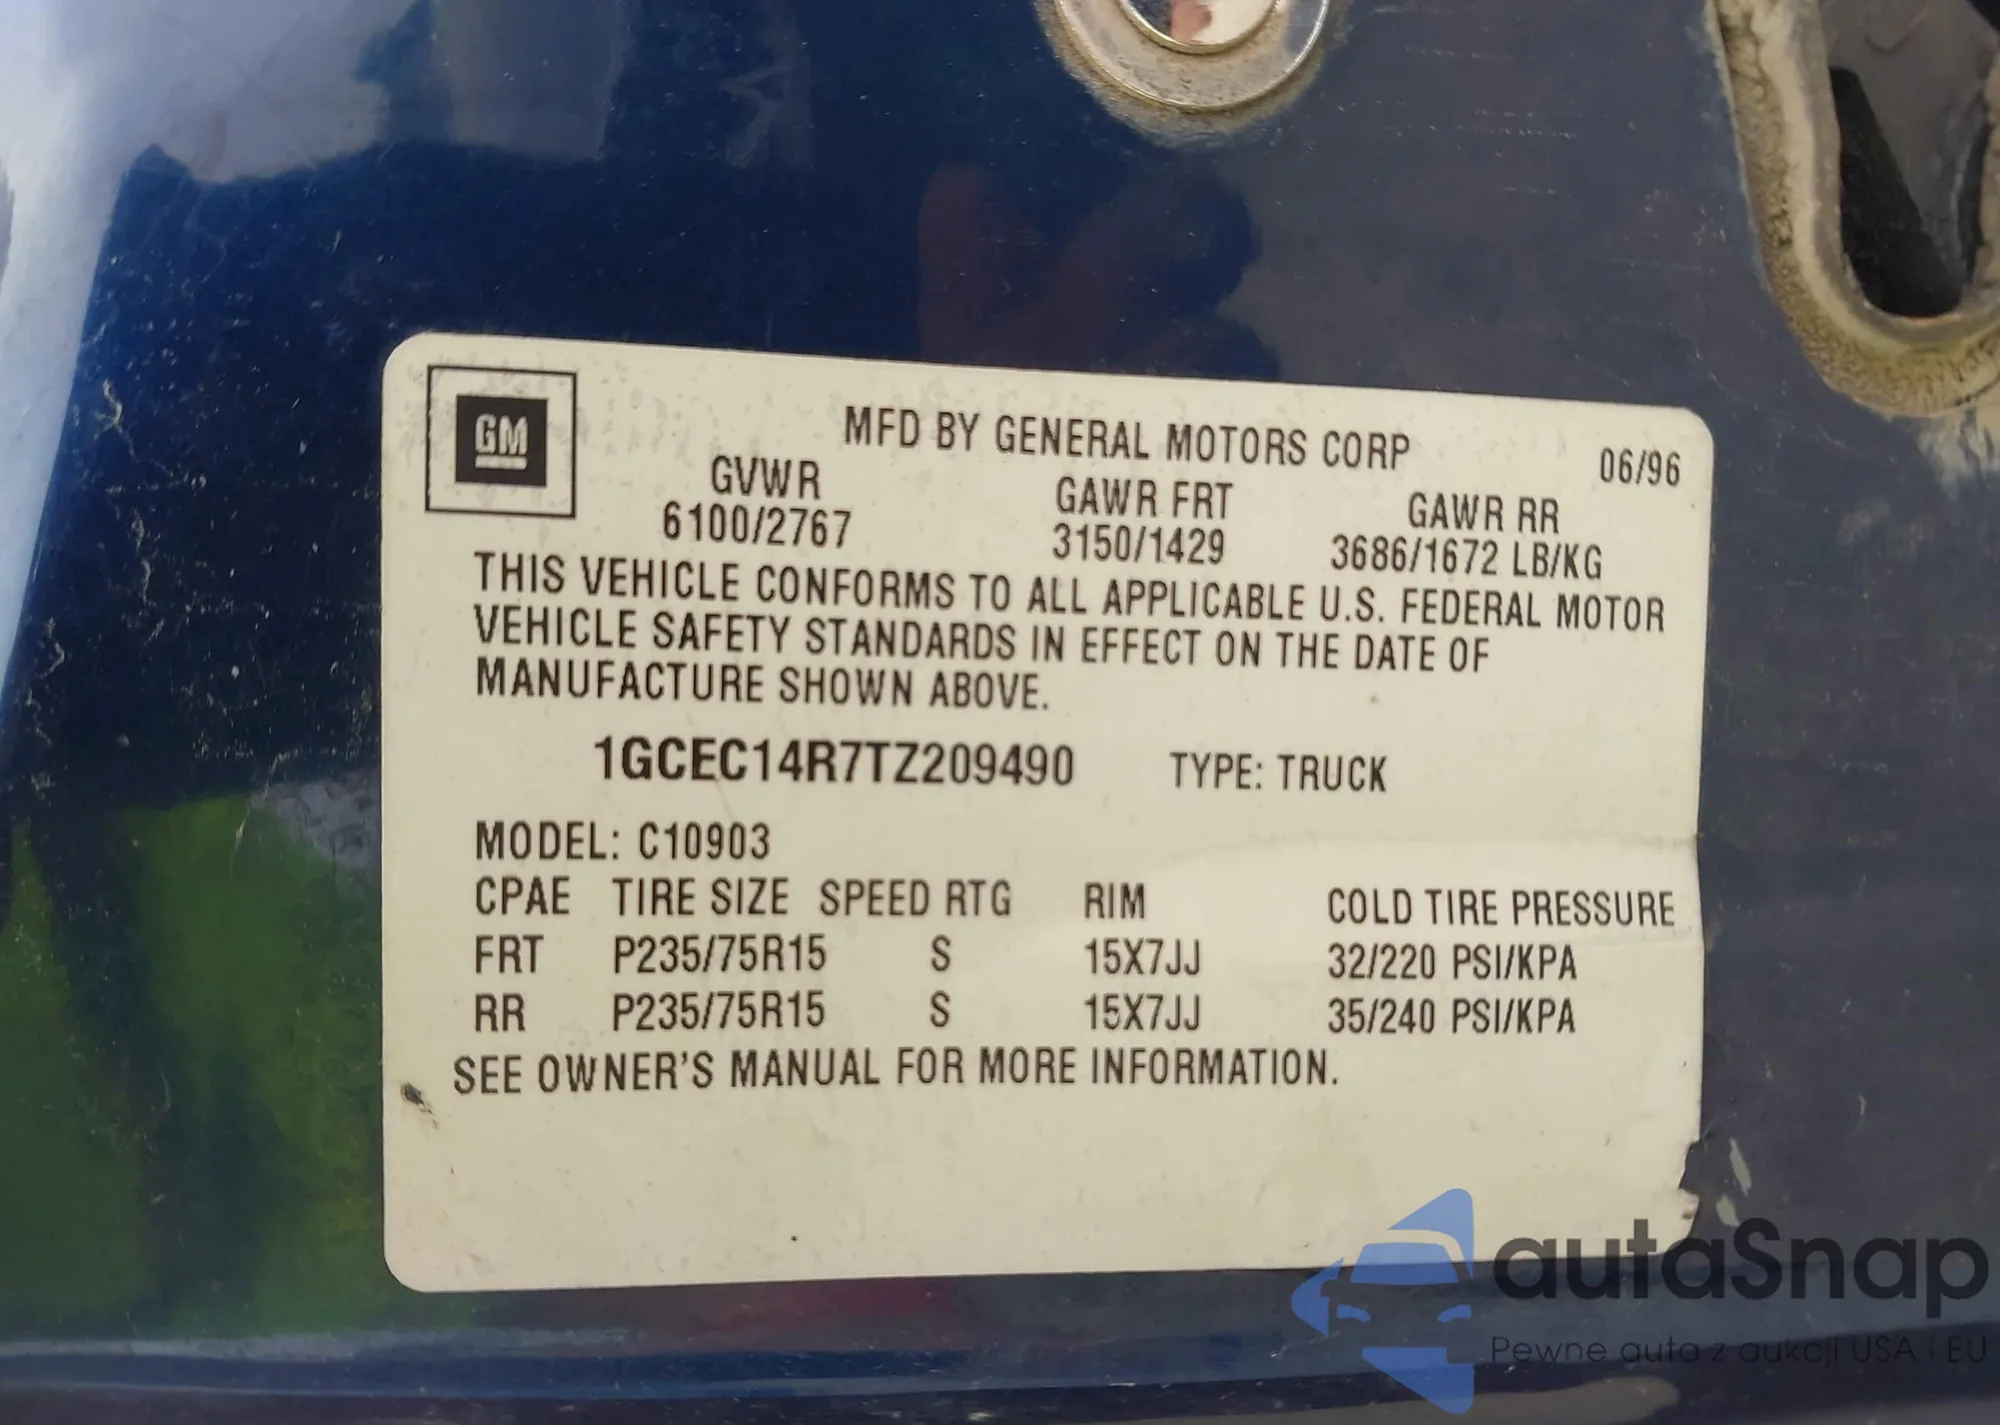 GM
MFD BY GENERAL MOTORS CORP 06/96
GVWR GAWR FRT GAWR RR
6100/2767 3150/1429 3686/1672 LB/KG
THIS VEHICLE CONFORMS TO ALL APPLICABLE U.S. FEDERAL MOTOR
VEHICLE SAFETY STANDARDS IN EFFECT ON THE DATE OF
MANUFACTURE SHOWN ABOVE.
1GCEC14R7TZ209490 TYPE: TRUCK
MODEL: C10903
CPAE TIRE SIZE SPEED RTG RIM COLD TIRE PRESSURE
FRT P235/75R15 S 15X7JJ 32/220 PSI/KPA
RR P235/75R15 S 15X7JJ 35/240 PSI/KPA
SEE OWNER'S MANUAL FOR MORE INFORMATION.
autaSnap
Pewne auta z aukcji USA i EU